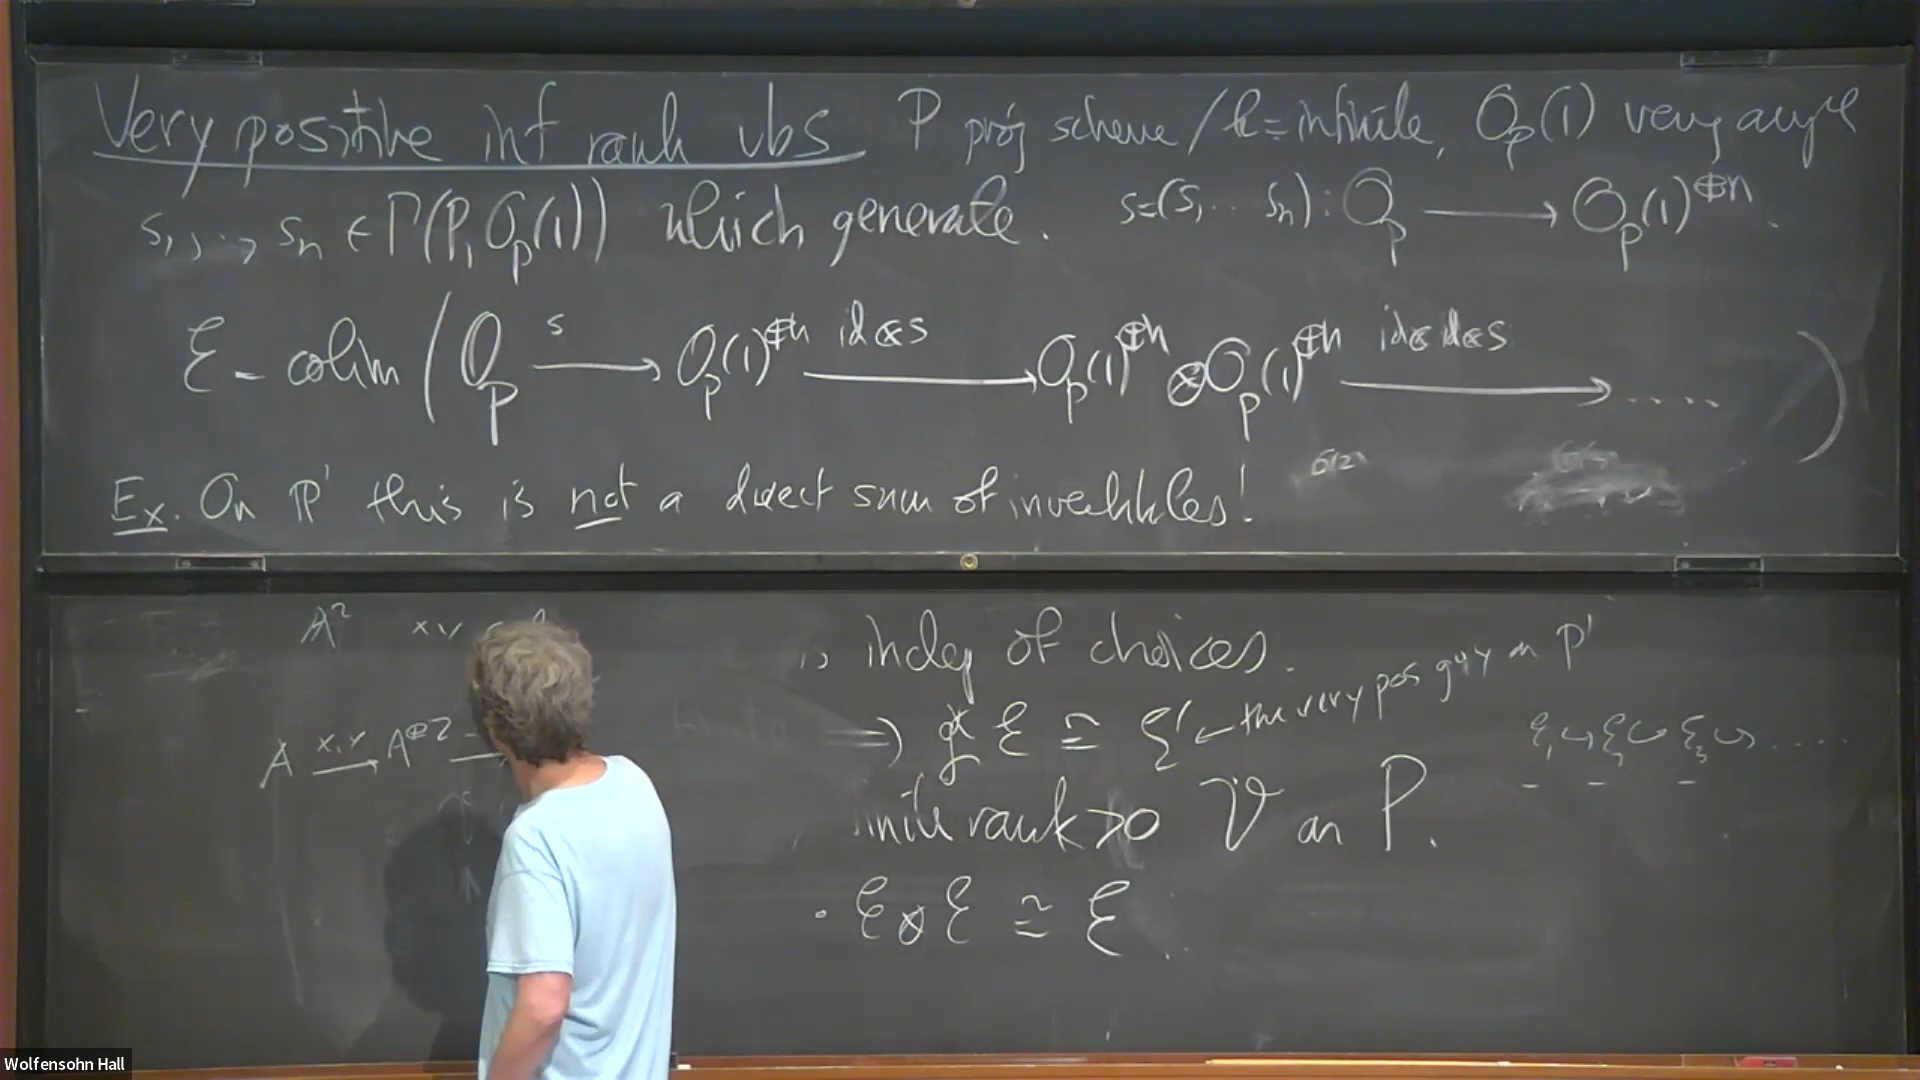 Very positive inf rank vbs P proj scheme / k = infinite, O_P(1) very ample
s_1, .., s_n ∈ Γ(P, O_P(1)) which generate. s=(s_1 .. s_n) : O_P ⟶ O_P(1)^{⊕n}.
ℰ = colim ( O_P —s→ O_P(1)^{⊕n} —id⊗s→ O_P(1)^{⊕n} ⊗ O_P(1)^{⊕n} —id⊗id⊗s→ ..... )
Ex. On P^1 this is not a direct sum of invertibles! O(2)
A^2 x,y
indep of choices.
⇒ g^* ℰ ≅ ℰ' ← the very pos guy on P^1
ℰ_1 ↪ ℰ_2 ↪ ℰ_3 ↪ .....
A —x,y→ A^{⊕2}
rank > 0 𝒱 on P.
· ℰ ⊗ ℰ ≅ ℰ.
Wolfensohn Hall